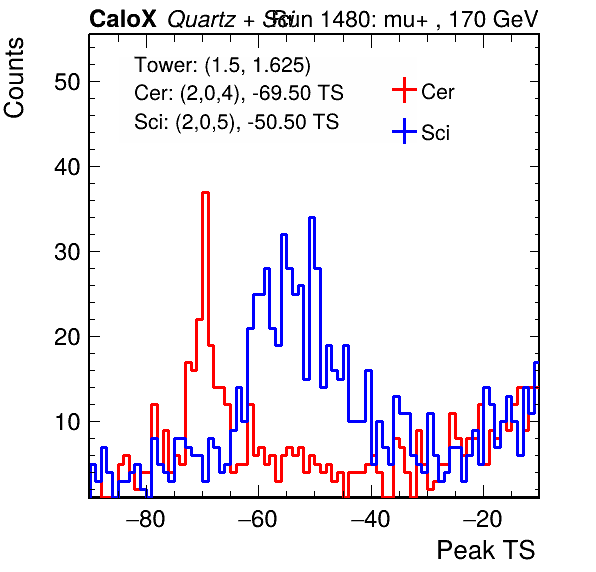 CaloX Quartz + Sci Run 1480: mu+ , 170 GeV
Counts
Tower: (1.5, 1.625)
Cer: (2,0,4), -69.50 TS
Sci: (2,0,5), -50.50 TS
Cer
Sci
50
40
30
20
10
−80 −60 −40 −20
Peak TS